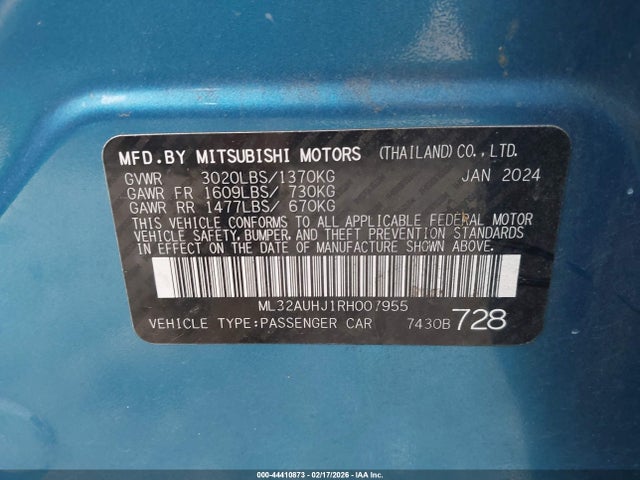 MFD.BY MITSUBISHI MOTORS (THAILAND)CO.,LTD.
GVWR 3020LBS/1370KG JAN 2024
GAWR FR 1609LBS/ 730KG
GAWR RR 1477LBS/ 670KG
THIS VEHICLE CONFORMS TO ALL APPLICABLE FEDERAL MOTOR
VEHICLE SAFETY, BUMPER, AND THEFT PREVENTION STANDARDS
IN EFFECT ON THE DATE OF MANUFACTURE SHOWN ABOVE.
ML32AUHJ1RH007955
VEHICLE TYPE:PASSENGER CAR 7430B 728
000-44410873 - 02/17/2026 - IAAI, Inc.